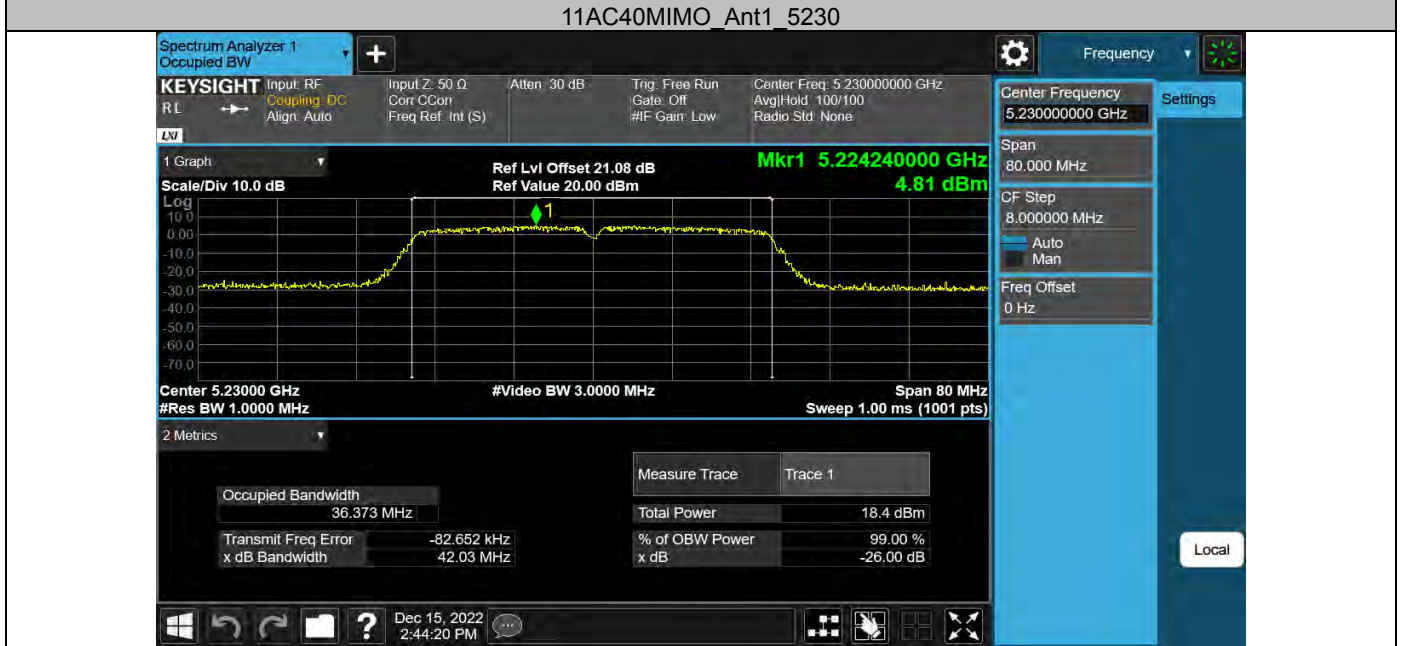 11AC40MIMO_Ant1_5230
Spectrum Analyzer 1
Occupied BW
+
Frequency
KEYSIGHT
RL
LXI
Input: RF
Coupling: DC
Align: Auto
Input Z: 50 Ω
Corr CCorr
Freq Ref: Int (S)
Atten: 30 dB
Trig: Free Run
Gate: Off
#IF Gain: Low
Center Freq: 5.230000000 GHz
Avg|Hold: 100/100
Radio Std: None
Center Frequency
5.230000000 GHz
Settings
Span
80.000 MHz
CF Step
8.000000 MHz
Auto
Man
Freq Offset
0 Hz
Local
1 Graph
Scale/Div 10.0 dB
Ref Lvl Offset 21.08 dB
Ref Value 20.00 dBm
Mkr1 5.224240000 GHz
4.81 dBm
Log
10.0
0.00
-10.0
-20.0
-30.0
-40.0
-50.0
-60.0
-70.0
1
Center 5.23000 GHz
#Res BW 1.0000 MHz
#Video BW 3.0000 MHz
Span 80 MHz
Sweep 1.00 ms (1001 pts)
2 Metrics
Measure Trace Trace 1
Occupied Bandwidth
36.373 MHz
Total Power 18.4 dBm
Transmit Freq Error -82.652 kHz
% of OBW Power 99.00 %
x dB Bandwidth 42.03 MHz
x dB -26.00 dB
?
Dec 15, 2022
2:44:20 PM